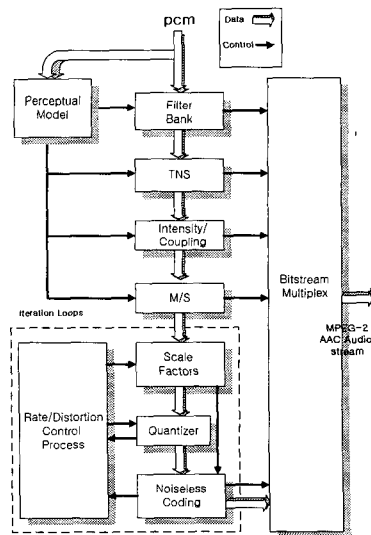 pcm
Data
Control
Perceptual
Model
Filter
Bank
TNS
Intensity/
Coupling
M/S
Bitstream
Multiplex
MPEG-2
AAC Audio
stream
Iteration Loops
Scale
Factors
Rate/Distortion
Control
Process
Quantizer
Noiseless
Coding